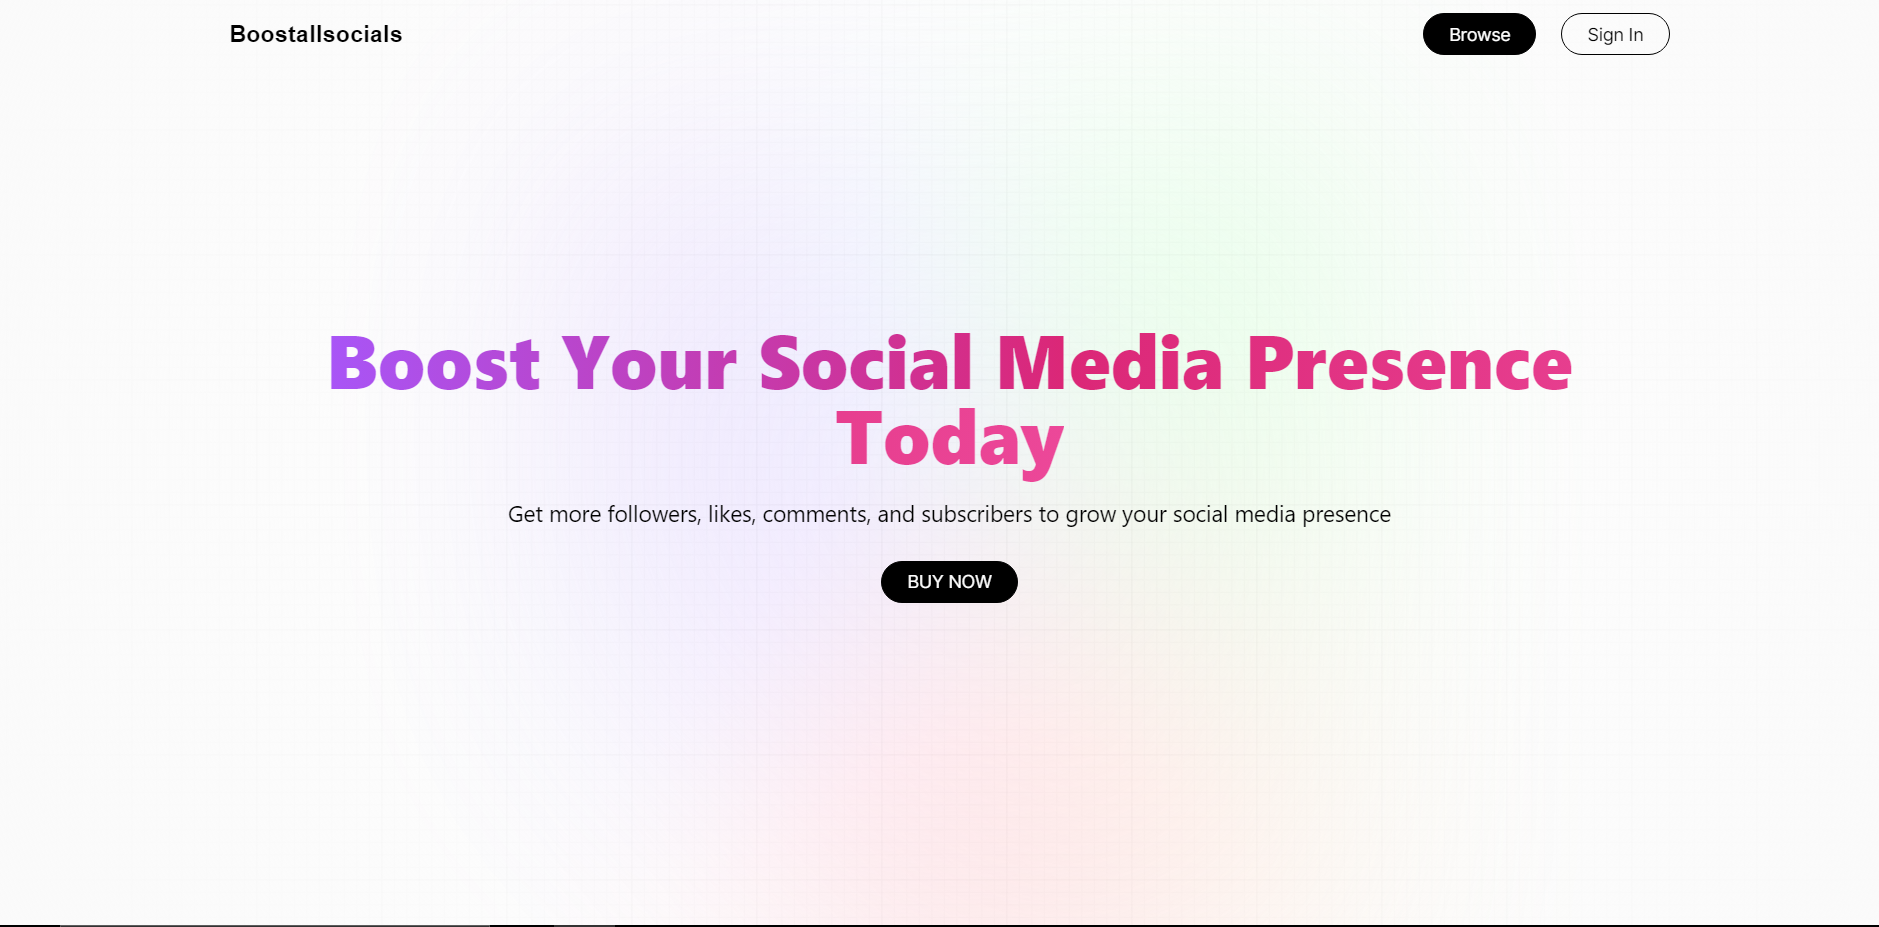 Boostallsocials
Browse
Sign In
Boost Your Social Media Presence
Today
Get more followers, likes, comments, and subscribers to grow your social media presence
BUY NOW